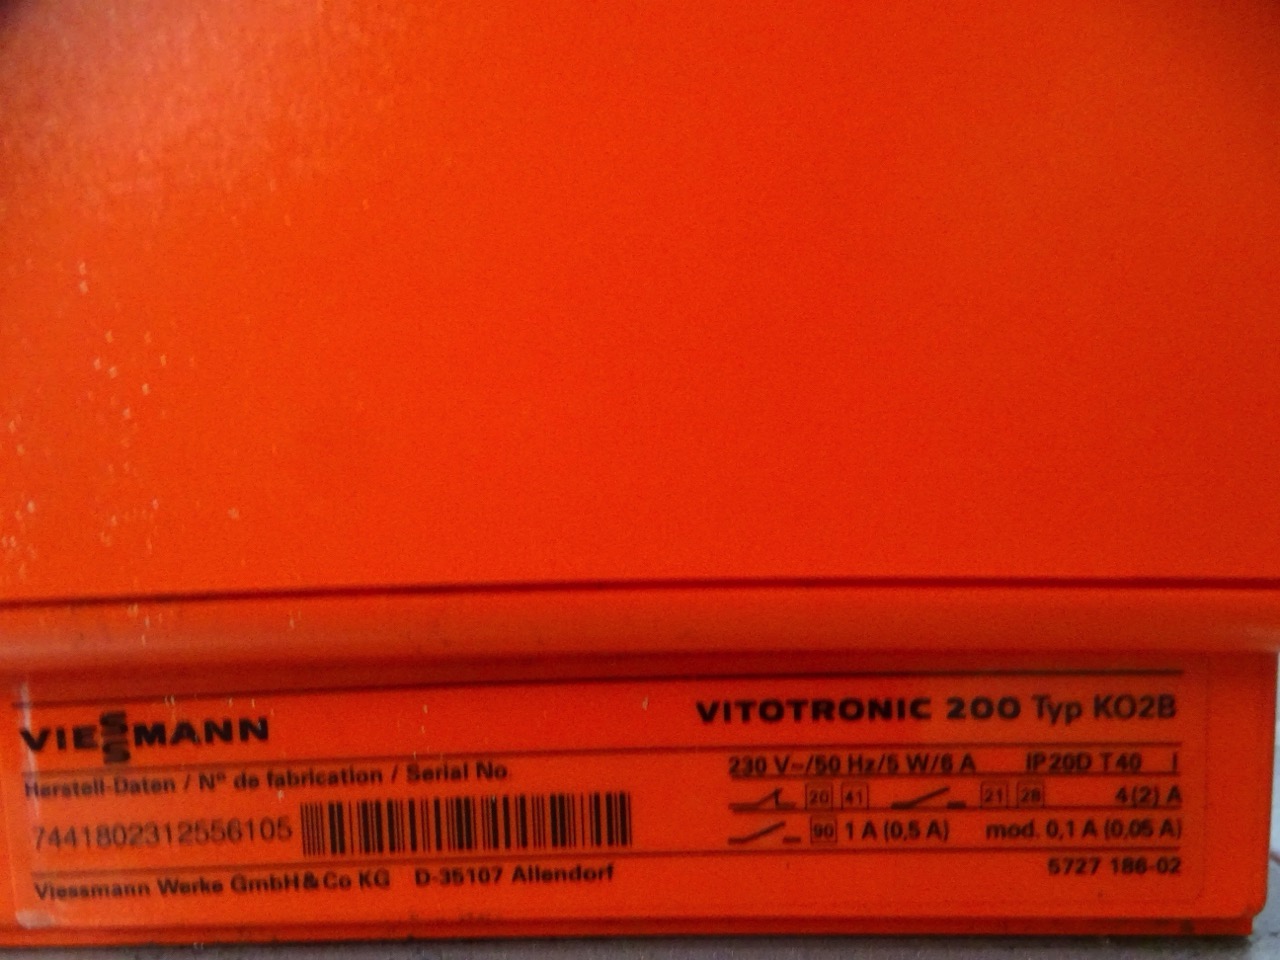 VIESSMANN
VITOTRONIC 200 Typ KO2B
Herstell-Daten / N° de fabrication / Serial No
7441802312556105
Viessmann Werke GmbH&Co KG D-35107 Allendorf
230 V~/50 Hz/5 W/6 A IP20D T40 I
20 41 21 28 4(2) A
90 1 A (0,5 A) mod. 0,1 A (0,05 A)
5727 186-02